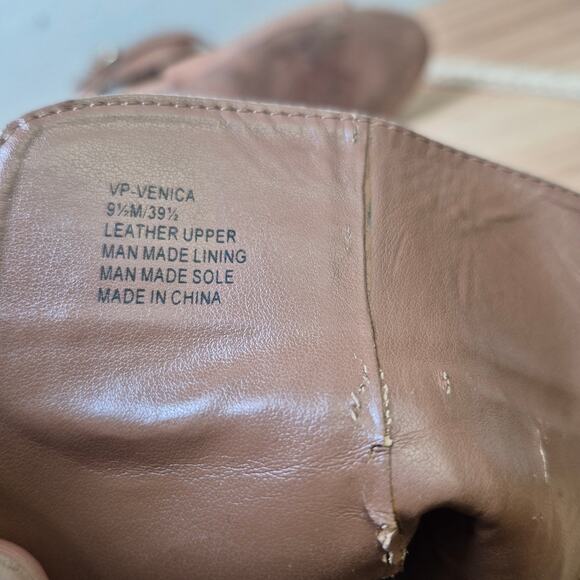 VP-VENICA
9½M/39½
LEATHER UPPER
MAN MADE LINING
MAN MADE SOLE
MADE IN CHINA